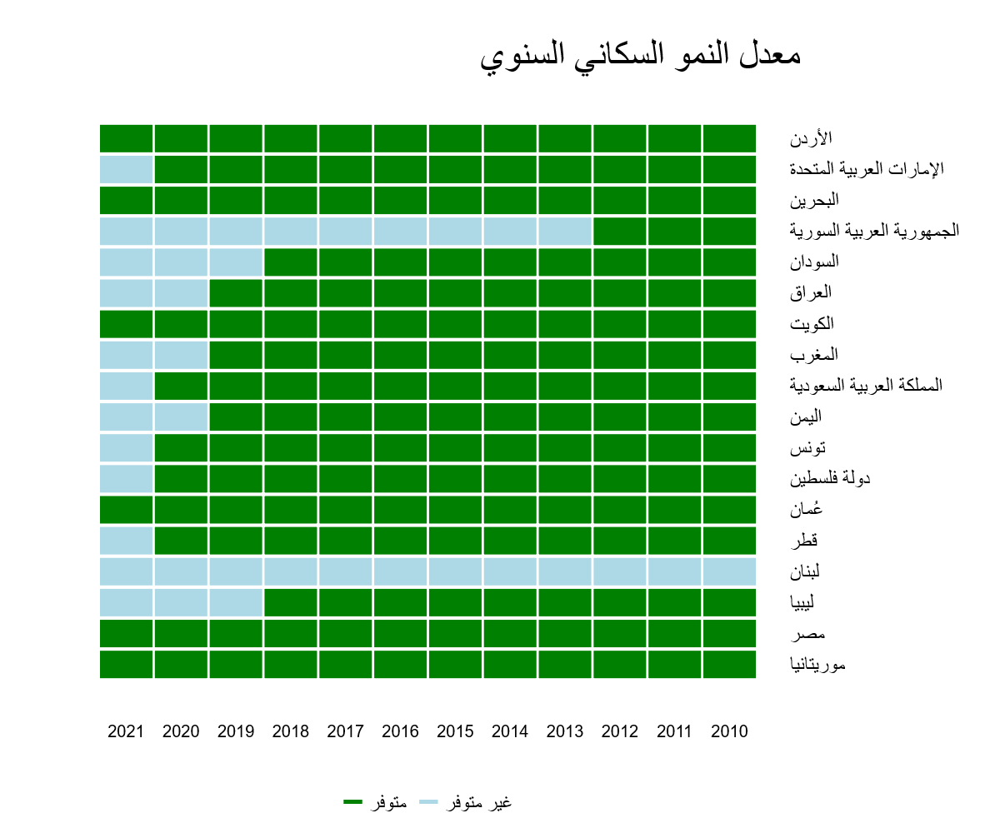 معدل النمو السكاني السنوي
الأردن
الإمارات العربية المتحدة
البحرين
الجمهورية العربية السورية
السودان
العراق
الكويت
المغرب
المملكة العربية السعودية
اليمن
تونس
دولة فلسطين
عُمان
قطر
لبنان
ليبيا
مصر
موريتانيا
2021 2020 2019 2018 2017 2016 2015 2014 2013 2012 2011 2010
غير متوفر متوفر